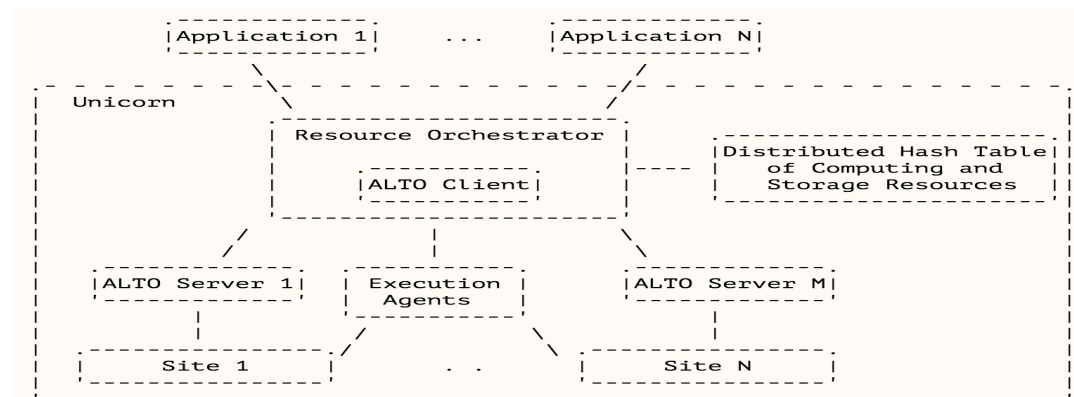 Application 1 ... Application N
Unicorn
Resource Orchestrator
Distributed Hash Table
ALTO Client of Computing and
Storage Resources
ALTO Server 1 Execution ALTO Server M
Agents
Site 1 . . Site N